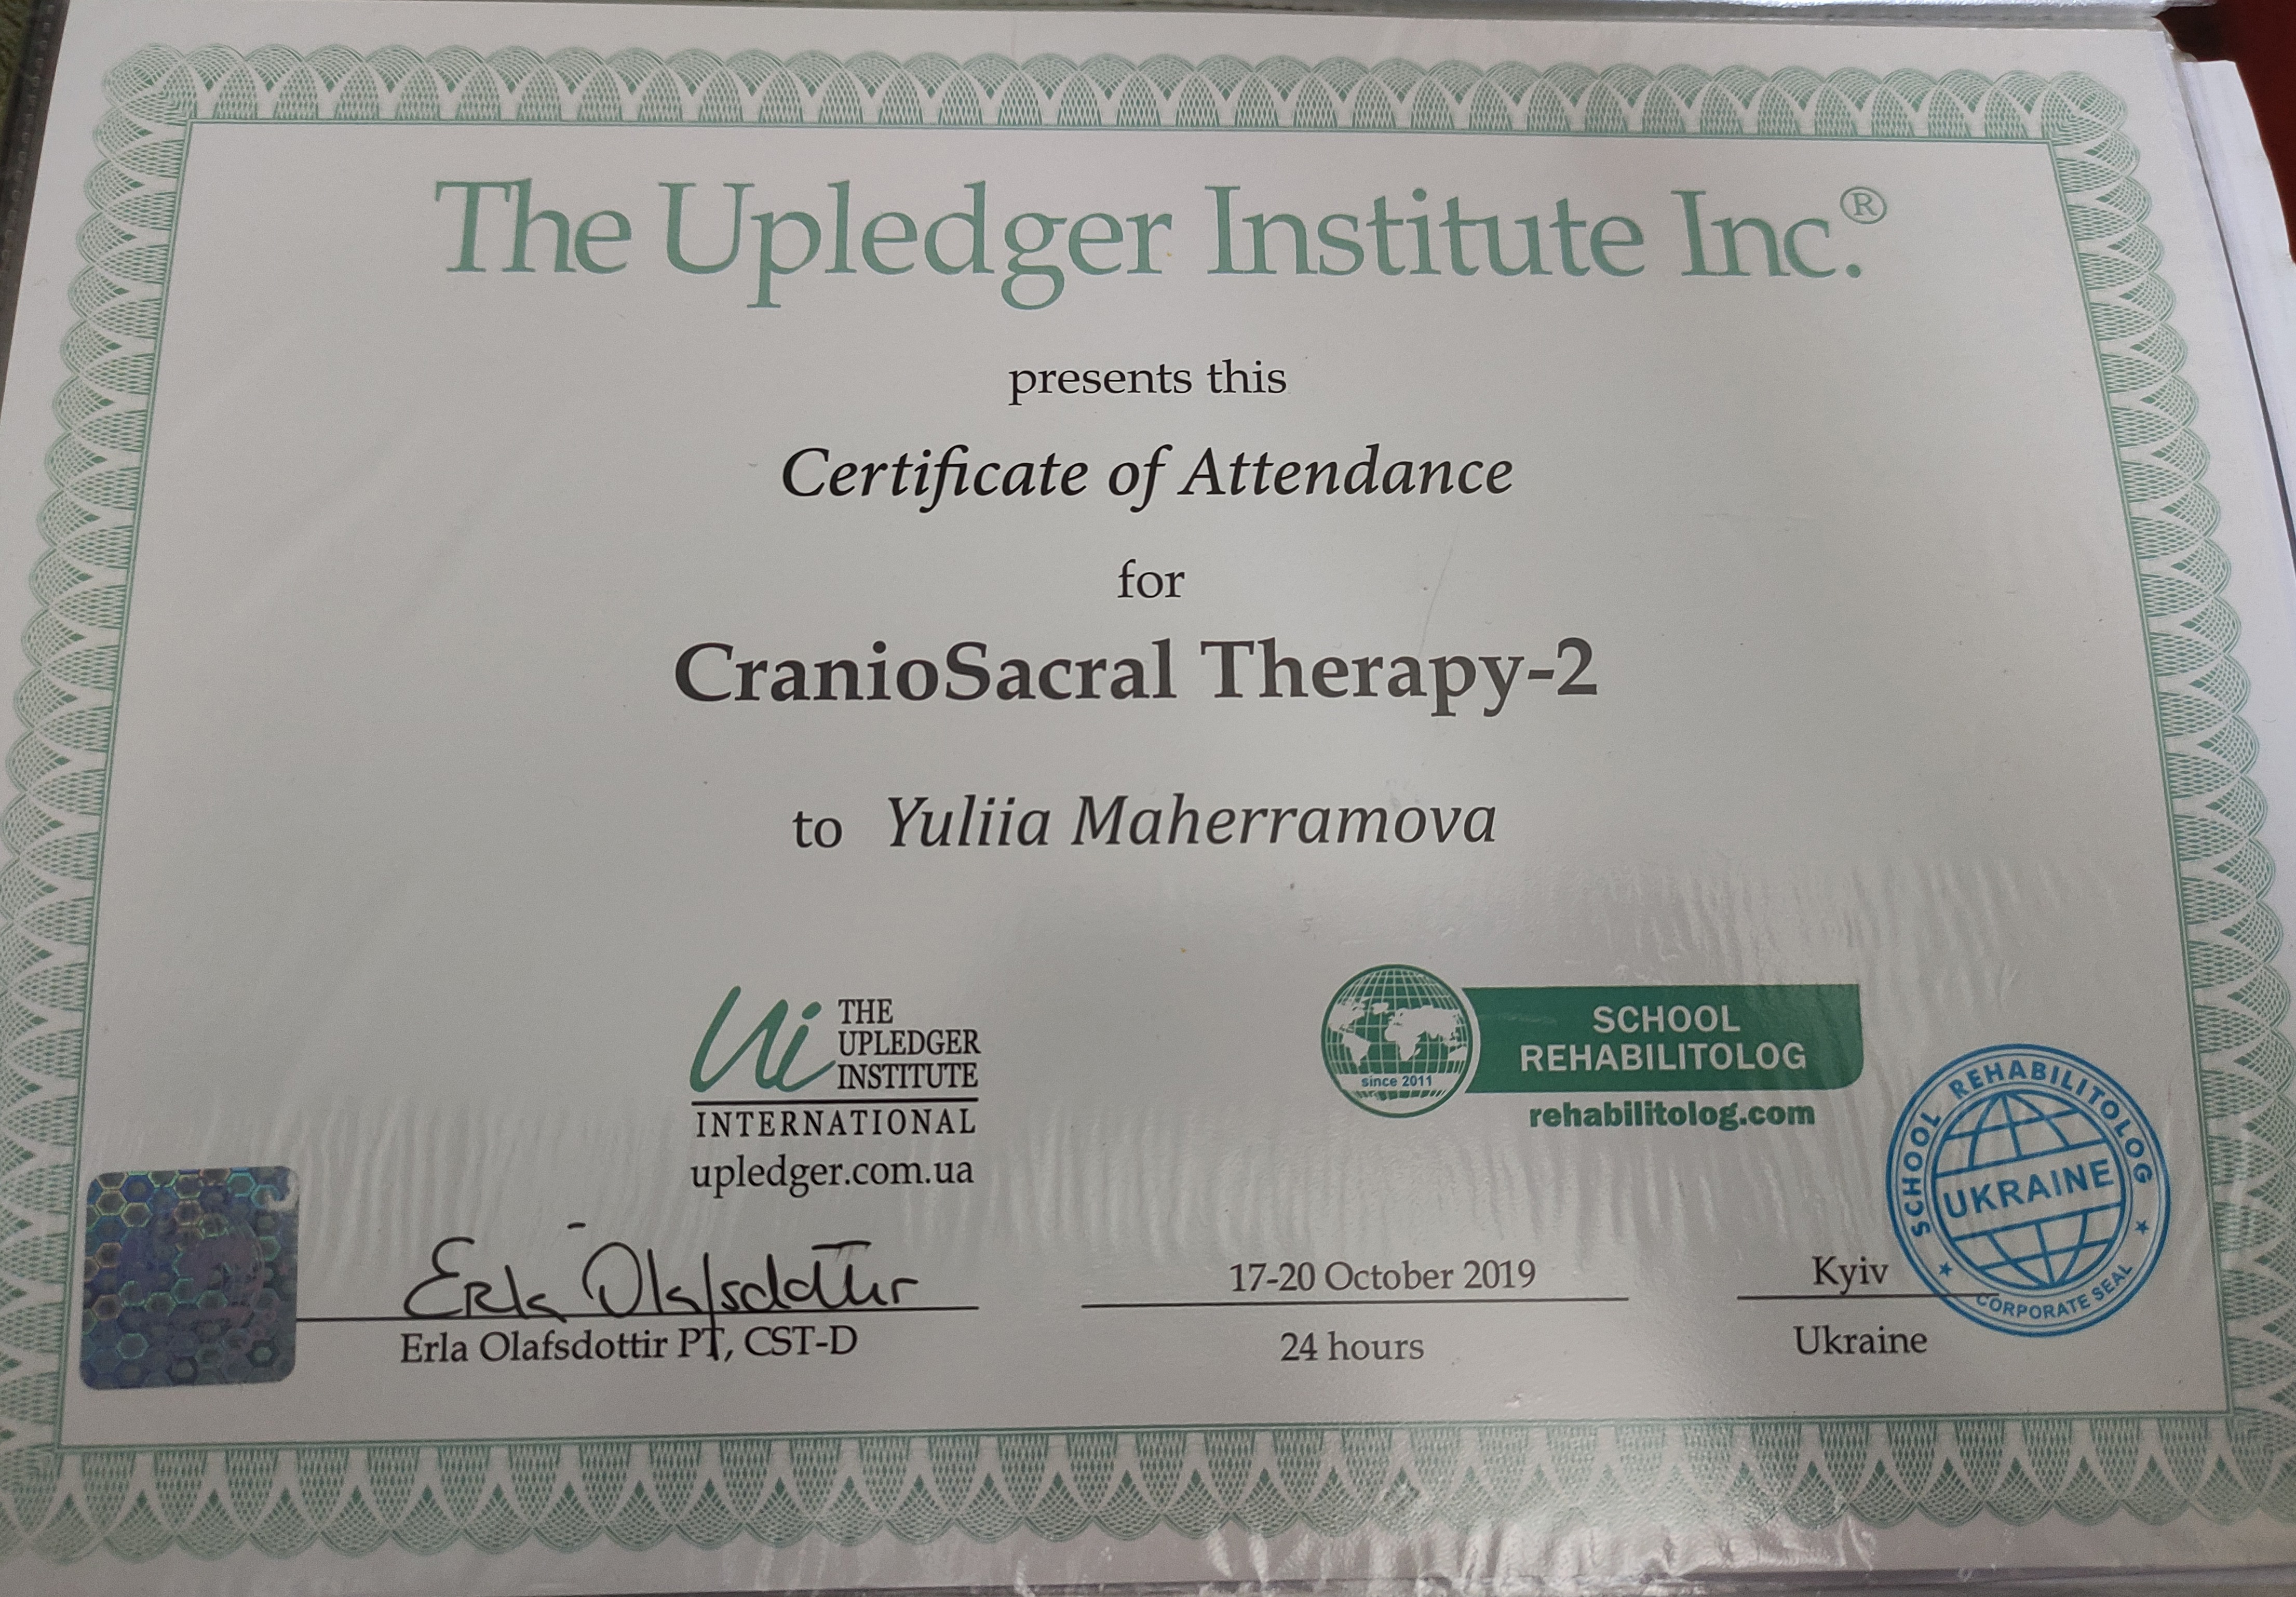 The Upledger Institute Inc.®
presents this
Certificate of Attendance
for
CranioSacral Therapy-2
to Yuliia Maherramova
Ui THE
UPLEDGER
INSTITUTE
INTERNATIONAL
upledger.com.ua
since 2011
SCHOOL
REHABILITOLOG
rehabilitolog.com
SCHOOL REHABILITOLOG
UKRAINE
CORPORATE SEAL
Erla Olafsdottir
Erla Olafsdottir PT, CST-D
17-20 October 2019
24 hours
Kyiv
Ukraine